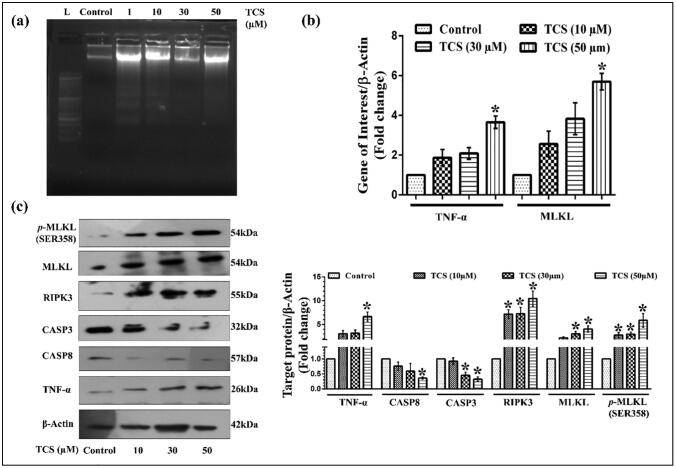 (a)
L Control 1 10 30 50 TCS
(µM)
(b)
Control TCS (10 µM)
TCS (30 µM) TCS (50 µm)
Gene of Interest/β-Actin
(Fold change)
8
6
4
2
0
*
*
TNF-α MLKL
(c)
p-MLKL
(SER358)
54kDa
MLKL 54kDa
RIPK3 55kDa
CASP3 32kDa
CASP8 57kDa
TNF-α 26kDa
β-Actin 42kDa
TCS (µM) Control 10 30 50
Control TCS (10µM) TCS (30µm) TCS (50µM)
Target protein/β-Actin
(Fold change)
15
10
5
1.0
0.5
0.0
* * * * * * * * * * * *
TNF-α CASP8 CASP3 RIPK3 MLKL p-MLKL
(SER358)